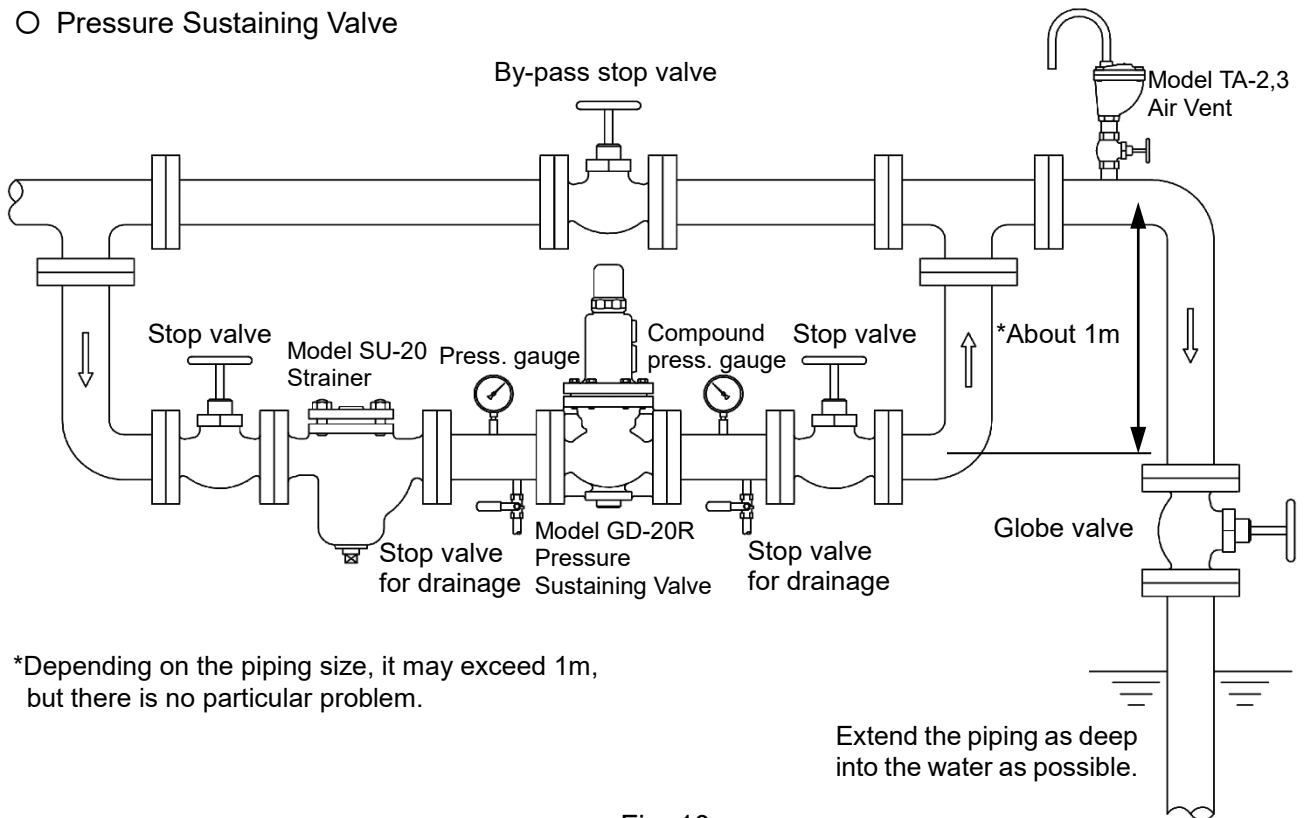 ○ Pressure Sustaining Valve
By-pass stop valve
Model TA-2,3
Air Vent
Stop valve
Model SU-20
Strainer
Press. gauge
Compound
press. gauge
Stop valve
*About 1m
Stop valve
for drainage
Model GD-20R
Pressure
Sustaining Valve
Stop valve
for drainage
Globe valve
*Depending on the piping size, it may exceed 1m,
but there is no particular problem.
Extend the piping as deep
into the water as possible.